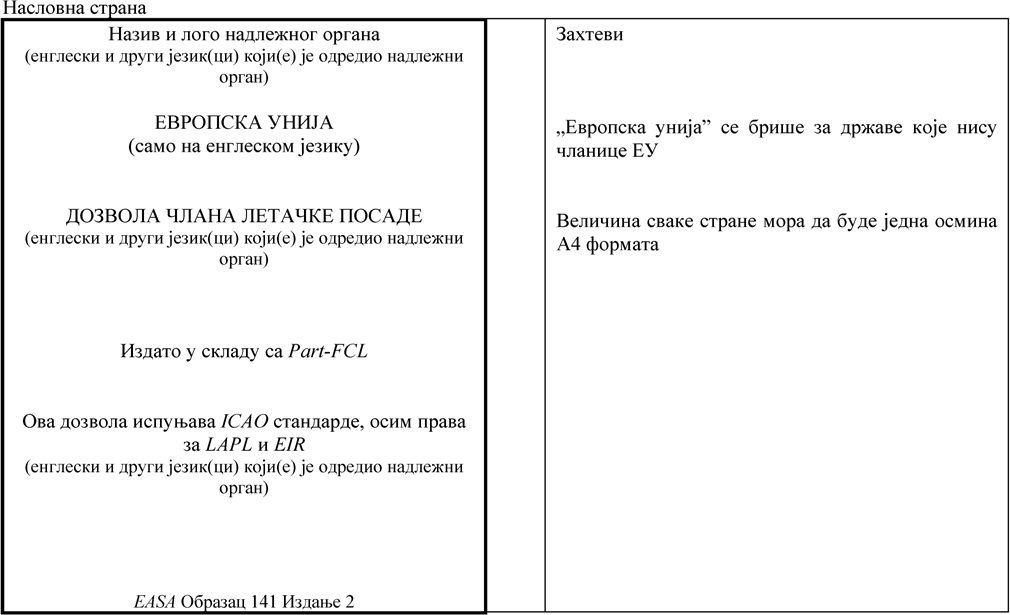 Насловна страна
Назив и лого надлежног органа
(енглески и други језик(ци) који(е) је одредио надлежни
орган)
ЕВРОПСКА УНИЈА
(само на енглеском језику)
ДОЗВОЛА ЧЛАНА ЛЕТАЧКЕ ПОСАДЕ
(енглески и други језик(ци) који(е) је одредио надлежни
орган)
Издато у складу са Part-FCL
Ова дозвола испуњава ICAO стандарде, осим права
за LAPL и EIR
(енглески и други језик(ци) који(е) је одредио надлежни
орган)
EASA Образац 141 Издање 2
Захтеви
„Европска унија” се брише за државе које нису
чланице ЕУ
Величина сваке стране мора да буде једна осмина
А4 формата